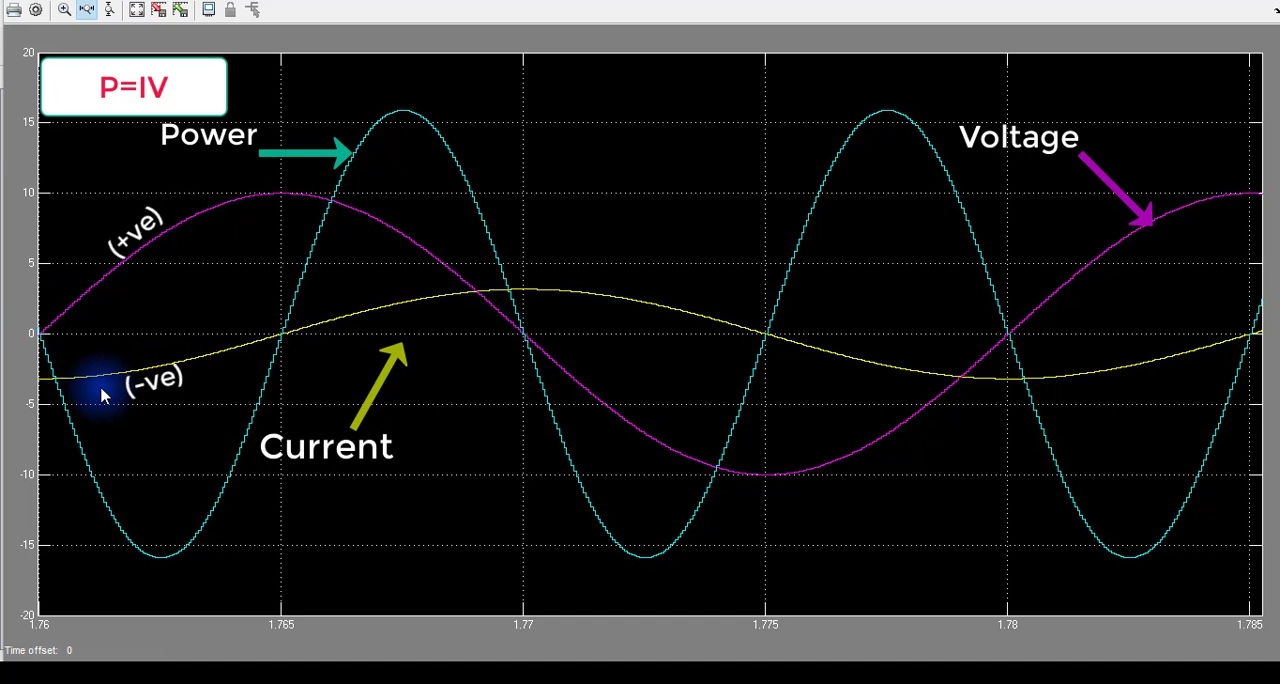 20
P=IV
Power
Voltage
15
10
(+ve)
5
0
(-ve)
-5
Current
-10
-15
-20
1.76 1.765 1.77 1.775 1.78 1.785
Time offset: 0